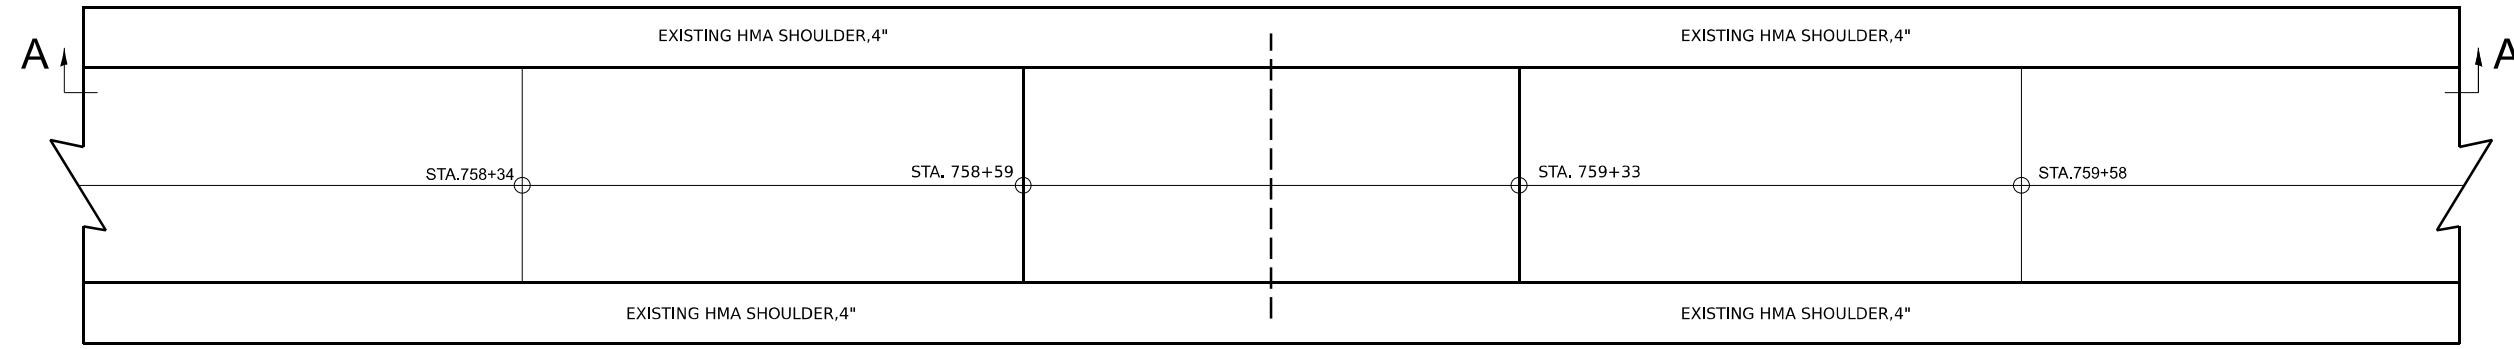 EXISTING HMA SHOULDER,4"
EXISTING HMA SHOULDER,4"
A
A
STA.758+34
STA. 758+59
STA. 759+33
STA.759+58
EXISTING HMA SHOULDER,4"
EXISTING HMA SHOULDER,4"